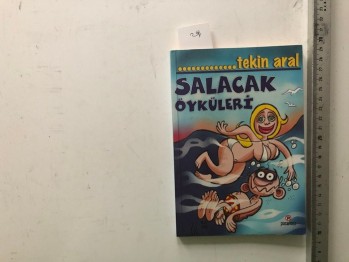 .............tekin aral
SALACAK
ÖYKÜLERİ